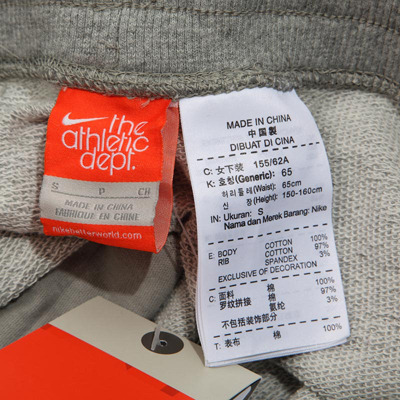 the
athletic
dept.
S P CH
MADE IN CHINA
FABRIQUÉ EN CHINE
nikebetterworld.com
MADE IN CHINA
中国製
DIBUAT DI CINA
C: 女下装 155/62A
K: 호칭(Generic): 65
허리둘레(Waist): 65cm
신 장(Height): 150-160cm
IN: Ukuran: S
Nama dan Merek Barang: Nike
E: BODY COTTON 100%
RIB COTTON 97%
SPANDEX 3%
EXCLUSIVE OF DECORATION
C: 面料 棉 100%
罗纹拼接 棉 97%
氨纶 3%
不包括装饰部分
T: 表布 棉 100%